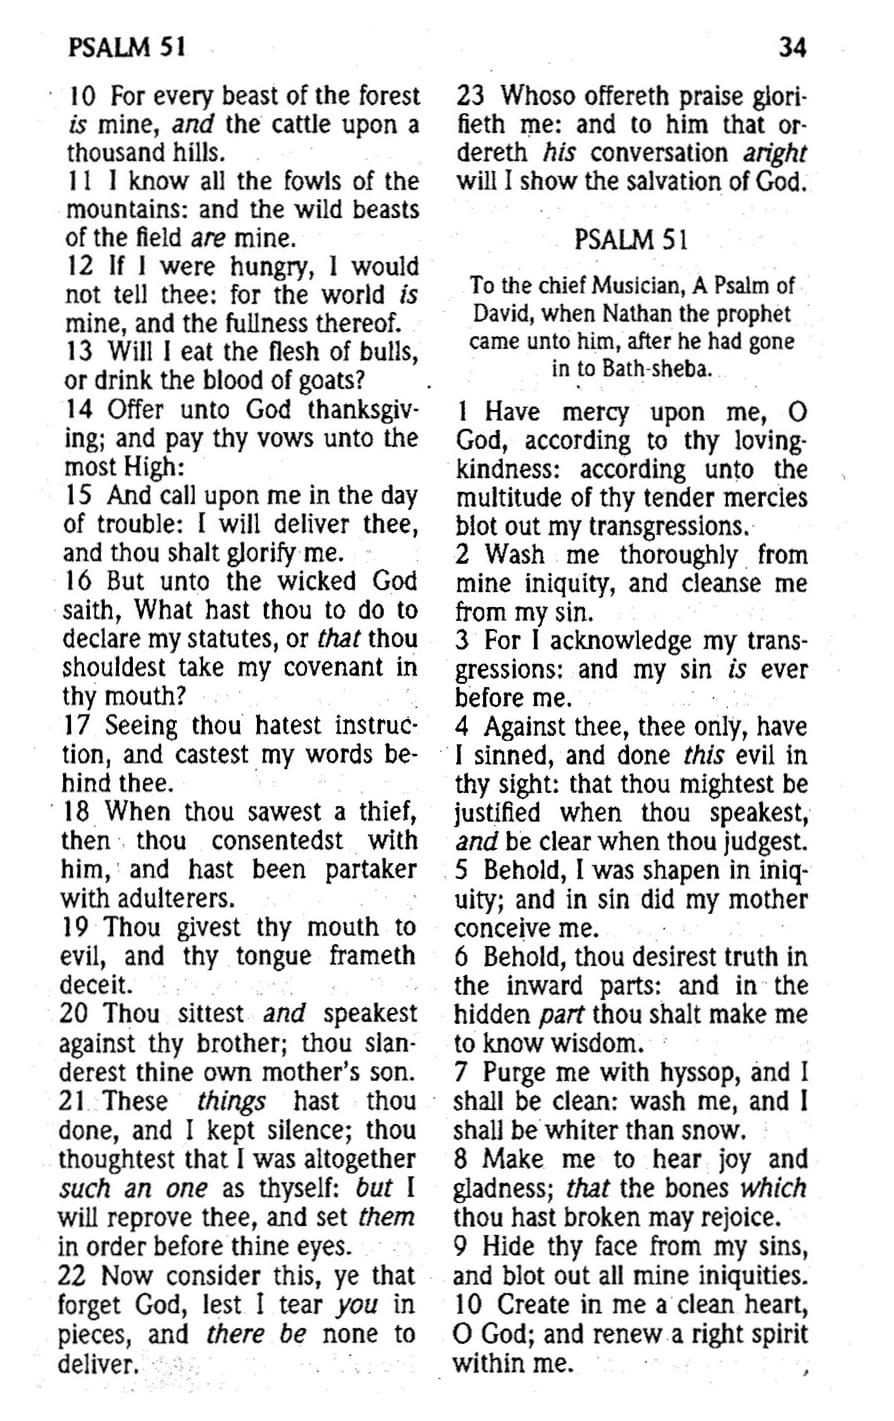 PSALM 51
34
10 For every beast of the forest
is mine, and the cattle upon a
thousand hills.
11 I know all the fowls of the
mountains: and the wild beasts
of the field are mine.
12 If I were hungry, I would
not tell thee: for the world is
mine, and the fullness thereof.
13 Will I eat the flesh of bulls,
or drink the blood of goats?
14 Offer unto God thanksgiv-
ing; and pay thy vows unto the
most High:
15 And call upon me in the day
of trouble: I will deliver thee,
and thou shalt glorify me.
16 But unto the wicked God
saith, What hast thou to do to
declare my statutes, or that thou
shouldest take my covenant in
thy mouth?
17 Seeing thou hatest instruc-
tion, and castest my words be-
hind thee.
18 When thou sawest a thief,
then thou consentedst with
him, and hast been partaker
with adulterers.
19 Thou givest thy mouth to
evil, and thy tongue frameth
deceit.
20 Thou sittest and speakest
against thy brother; thou slan-
derest thine own mother's son.
21 These things hast thou
done, and I kept silence; thou
thoughtest that I was altogether
such an one as thyself: but I
will reprove thee, and set them
in order before thine eyes.
22 Now consider this, ye that
forget God, lest I tear you in
pieces, and there be none to
deliver.
23 Whoso offereth praise glori-
fieth me: and to him that or-
dereth his conversation aright
will I show the salvation of God.
PSALM 51
To the chief Musician, A Psalm of
David, when Nathan the prophet
came unto him, after he had gone
in to Bath-sheba.
1 Have mercy upon me, O
God, according to thy loving-
kindness: according unto the
multitude of thy tender mercies
blot out my transgressions.
2 Wash me thoroughly from
mine iniquity, and cleanse me
from my sin.
3 For I acknowledge my trans-
gressions: and my sin is ever
before me.
4 Against thee, thee only, have
I sinned, and done this evil in
thy sight: that thou mightest be
justified when thou speakest,
and be clear when thou judgest.
5 Behold, I was shapen in iniq-
uity; and in sin did my mother
conceive me.
6 Behold, thou desirest truth in
the inward parts: and in the
hidden part thou shalt make me
to know wisdom.
7 Purge me with hyssop, and I
shall be clean: wash me, and I
shall be whiter than snow.
8 Make me to hear joy and
gladness; that the bones which
thou hast broken may rejoice.
9 Hide thy face from my sins,
and blot out all mine iniquities.
10 Create in me a clean heart,
O God; and renew a right spirit
within me.